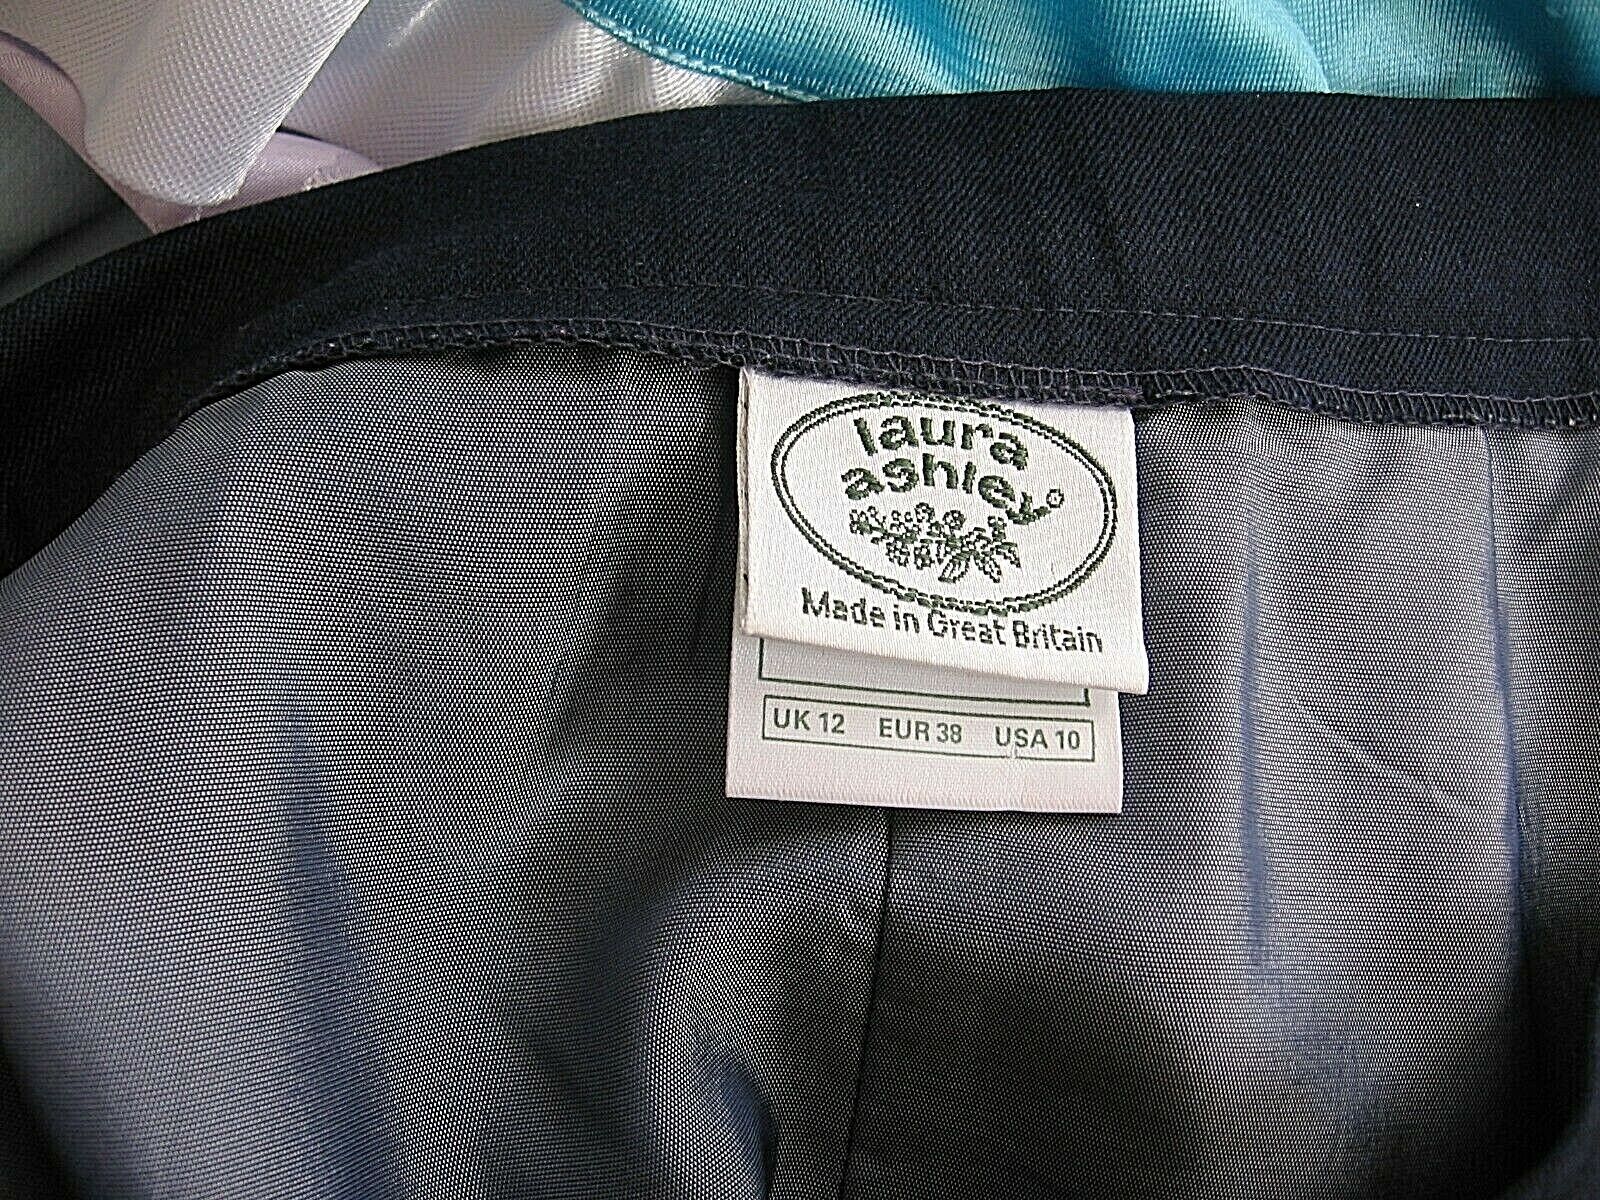 laura
ashley®
Made in Great Britain
UK 12 EUR 38 USA 10